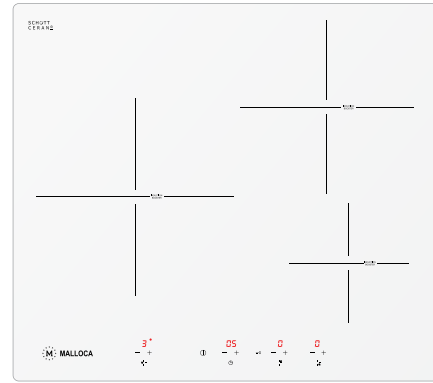 SCHOTT
CERAN
M MALLOCA
3 05 0 0
- + - + - + - +